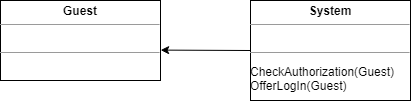 Guest
System
CheckAuthorization(Guest)
OfferLogIn(Guest)